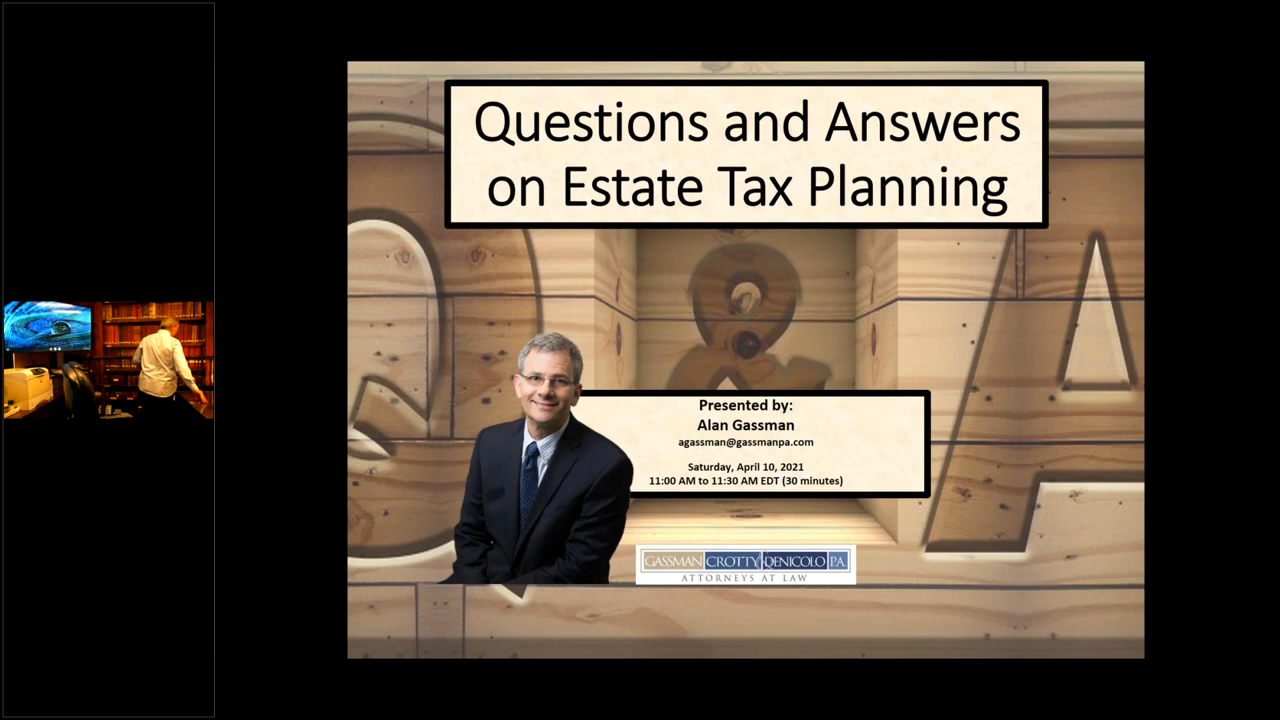 Questions and Answers
on Estate Tax Planning
Q & A
Presented by:
Alan Gassman
agassman@gassmanpa.com
Saturday, April 10, 2021
11:00 AM to 11:30 AM EDT (30 minutes)
GASSMAN CROTTY DENICOLO PA.
ATTORNEYS AT LAW